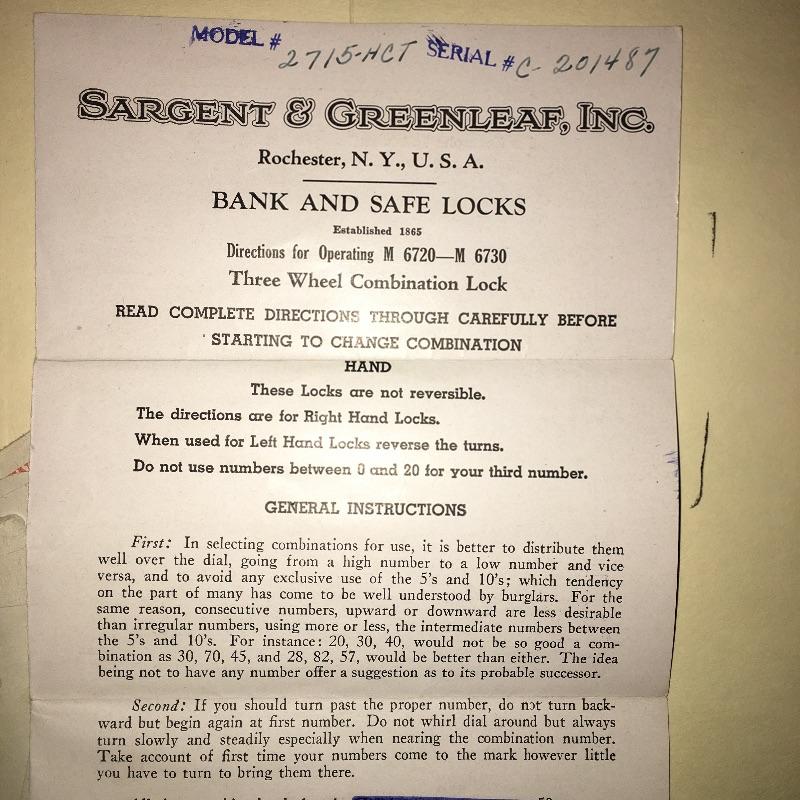 MODEL # 2715-HCT SERIAL # C-201487
SARGENT & GREENLEAF, INC.
Rochester, N. Y., U. S. A.
BANK AND SAFE LOCKS
Established 1865
Directions for Operating M 6720—M 6730
Three Wheel Combination Lock
READ COMPLETE DIRECTIONS THROUGH CAREFULLY BEFORE
STARTING TO CHANGE COMBINATION
HAND
These Locks are not reversible.
The directions are for Right Hand Locks.
When used for Left Hand Locks reverse the turns.
Do not use numbers between 0 and 20 for your third number.
GENERAL INSTRUCTIONS
First: In selecting combinations for use, it is better to distribute them
well over the dial, going from a high number to a low number and vice
versa, and to avoid any exclusive use of the 5's and 10's; which tendency
on the part of many has come to be well understood by burglars. For the
same reason, consecutive numbers, upward or downward are less desirable
than irregular numbers, using more or less, the intermediate numbers between
the 5's and 10's. For instance: 20, 30, 40, would not be so good a com-
bination as 30, 70, 45, and 28, 82, 57, would be better than either. The idea
being not to have any number offer a suggestion as to its probable successor.
Second: If you should turn past the proper number, do not turn back-
ward but begin again at first number. Do not whirl dial around but always
turn slowly and steadily especially when nearing the combination number.
Take account of first time your numbers come to the mark however little
you have to turn to bring them there.